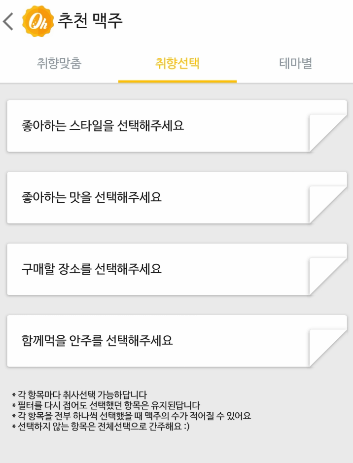 Oh 추천 맥주
취향맞춤 취향선택 테마별
좋아하는 스타일을 선택해주세요
좋아하는 맛을 선택해주세요
구매할 장소를 선택해주세요
함께먹을 안주를 선택해주세요
* 각 항목마다 취사선택 가능하답니다
* 필터를 다시 접어도 선택했던 항목은 유지된답니다
* 각 항목을 전부 하나씩 선택했을 때 맥주의 수가 적어질 수 있어요
* 선택하지 않는 항목은 전체선택으로 간주해요 :)